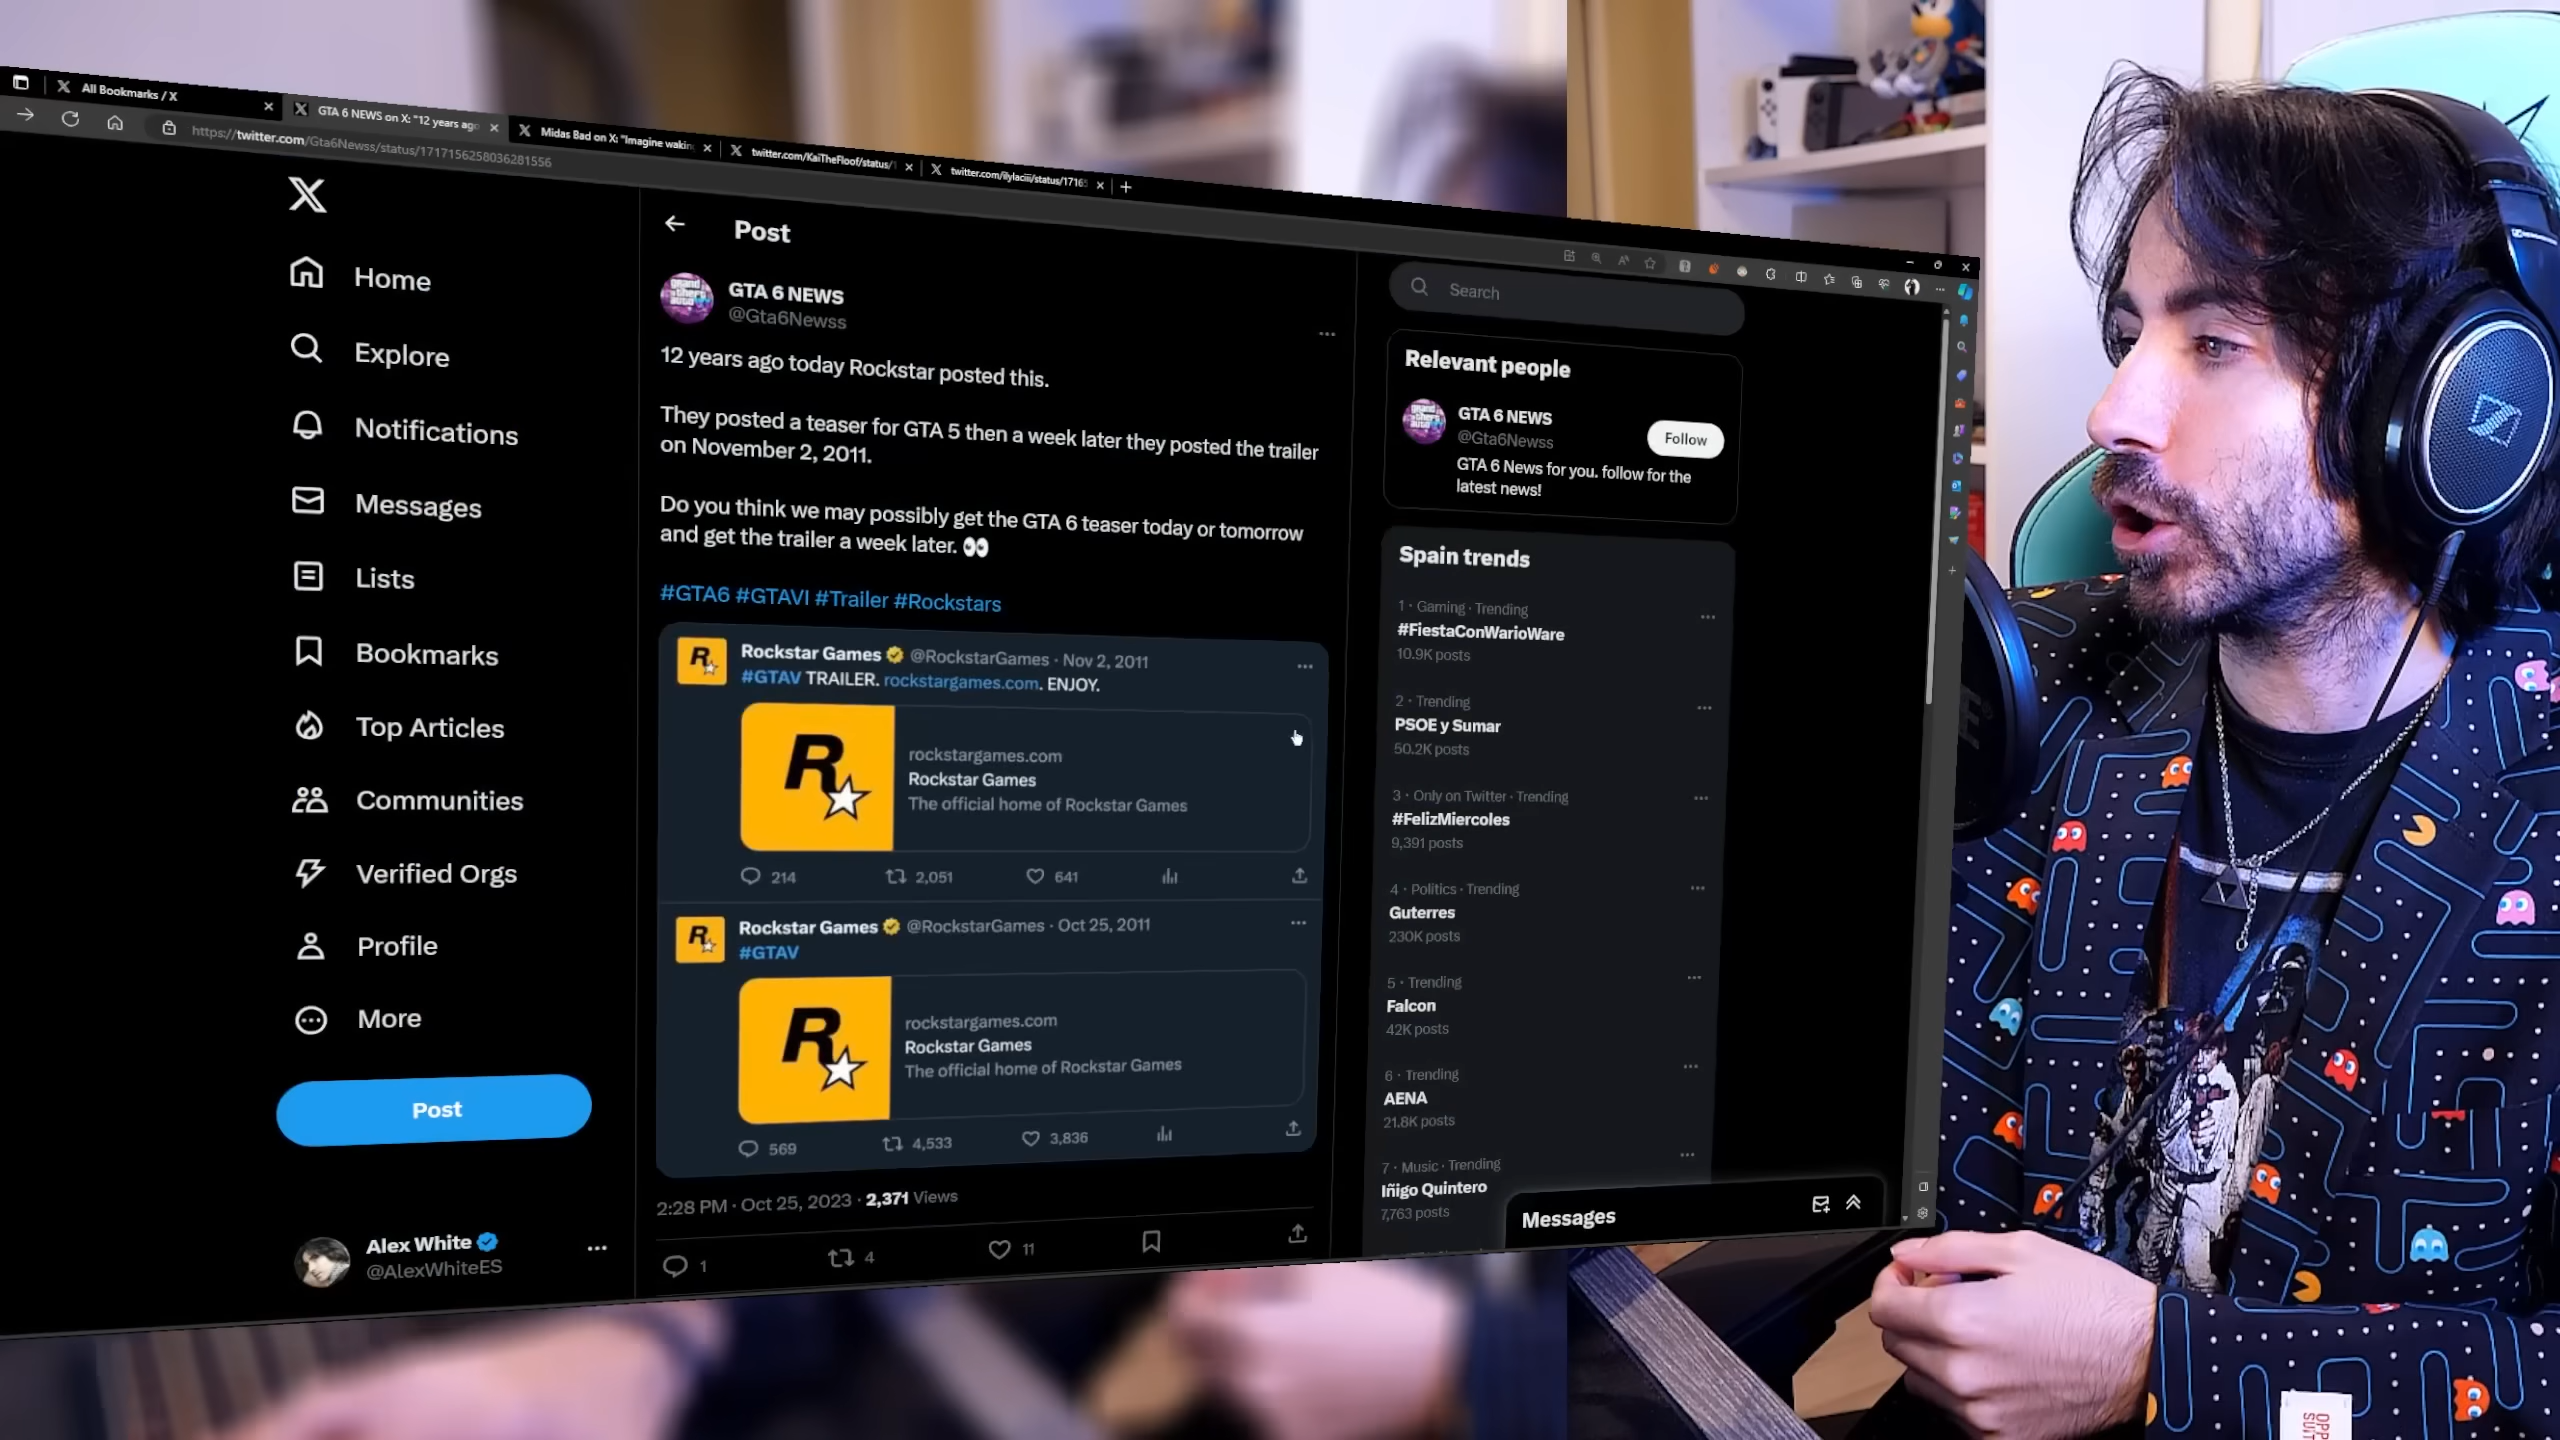 All Bookmarks / X
GTA 6 NEWS on X: "12 years ago
Midas Bad on X: "Imagine wakin
twitter.com/KaiTheFloof/status/1
twitter.com/ilylaciii/status/1716
https://twitter.com/Gta6Newss/status/1717156258036281556
Home
Explore
Notifications
Messages
Lists
Bookmarks
Top Articles
Communities
Verified Orgs
Profile
More
Post
Alex White
@AlexWhiteES
Post
GTA 6 NEWS
@Gta6Newss
12 years ago today Rockstar posted this.
They posted a teaser for GTA 5 then a week later they posted the trailer
on November 2, 2011.
Do you think we may possibly get the GTA 6 teaser today or tomorrow
and get the trailer a week later. 👀
#GTA6 #GTAVI #Trailer #Rockstars
Rockstar Games @RockstarGames · Nov 2, 2011
#GTAV TRAILER. rockstargames.com. ENJOY.
R
rockstargames.com
Rockstar Games
The official home of Rockstar Games
214 2,051 641
Rockstar Games @RockstarGames · Oct 25, 2011
#GTAV
R
rockstargames.com
Rockstar Games
The official home of Rockstar Games
569 4,533 3,836
2:28 PM · Oct 25, 2023 · 2,371 Views
1 4 11
Search
Relevant people
GTA 6 NEWS
@Gta6Newss
Follow
GTA 6 News for you. follow for the
latest news!
Spain trends
1 · Gaming · Trending
#FiestaConWarioWare
10.9K posts
2 · Trending
PSOE y Sumar
50.2K posts
3 · Only on Twitter · Trending
#FelizMiercoles
9,391 posts
4 · Politics · Trending
Guterres
230K posts
5 · Trending
Falcon
42K posts
6 · Trending
AENA
21.8K posts
7 · Music · Trending
Iñigo Quintero
7,763 posts
Messages